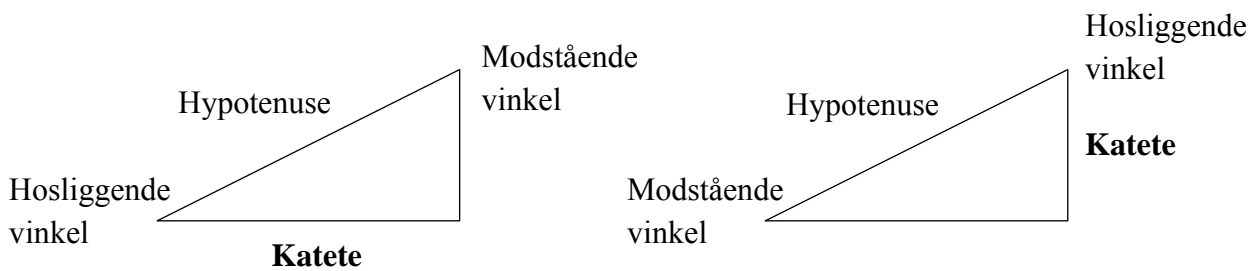 Modstående
vinkel
Hypotenuse
Hosliggende
vinkel
Katete
Hosliggende
vinkel
Hypotenuse
Katete
Modstående
vinkel